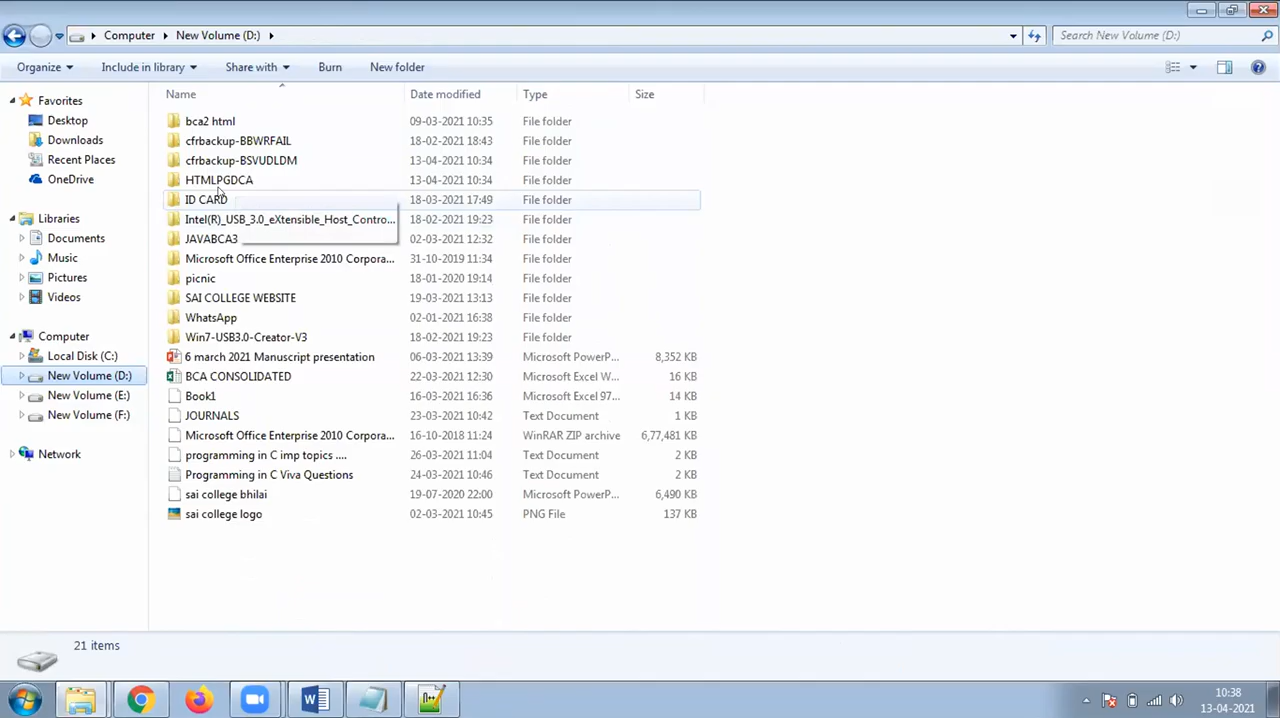 Computer New Volume (D:) Search New Volume (D:)
Organize Include in library Share with Burn New folder
Name Date modified Type Size
Favorites
Desktop
Downloads
Recent Places
OneDrive
Libraries
Documents
Music
Pictures
Videos
Computer
Local Disk (C:)
New Volume (D:)
New Volume (E:)
New Volume (F:)
Network
bca2 html 09-03-2021 10:35 File folder
cfrbackup-BBWRFAIL 18-02-2021 18:43 File folder
cfrbackup-BSVUDLDM 13-04-2021 10:34 File folder
HTMLPGDCA 13-04-2021 10:34 File folder
ID CARD 18-03-2021 17:49 File folder
Intel(R)_USB_3.0_eXtensible_Host_Contro... 18-02-2021 19:23 File folder
JAVABCA3 02-03-2021 12:32 File folder
Microsoft Office Enterprise 2010 Corpora... 31-10-2019 11:34 File folder
picnic 18-01-2020 19:14 File folder
SAI COLLEGE WEBSITE 19-03-2021 13:13 File folder
WhatsApp 02-01-2021 16:38 File folder
Win7-USB3.0-Creator-V3 18-02-2021 19:23 File folder
6 march 2021 Manuscript presentation 06-03-2021 13:39 Microsoft PowerP... 8,352 KB
BCA CONSOLIDATED 22-03-2021 12:30 Microsoft Excel W... 16 KB
Book1 16-03-2021 16:36 Microsoft Excel 97... 14 KB
JOURNALS 23-03-2021 10:42 Text Document 1 KB
Microsoft Office Enterprise 2010 Corpora... 16-10-2018 11:24 WinRAR ZIP archive 6,77,481 KB
programming in C imp topics .... 26-03-2021 11:04 Text Document 2 KB
Programming in C Viva Questions 24-03-2021 10:46 Text Document 2 KB
sai college bhilai 19-07-2020 22:00 Microsoft PowerP... 6,490 KB
sai college logo 02-03-2021 10:45 PNG File 137 KB
21 items
10:38
13-04-2021